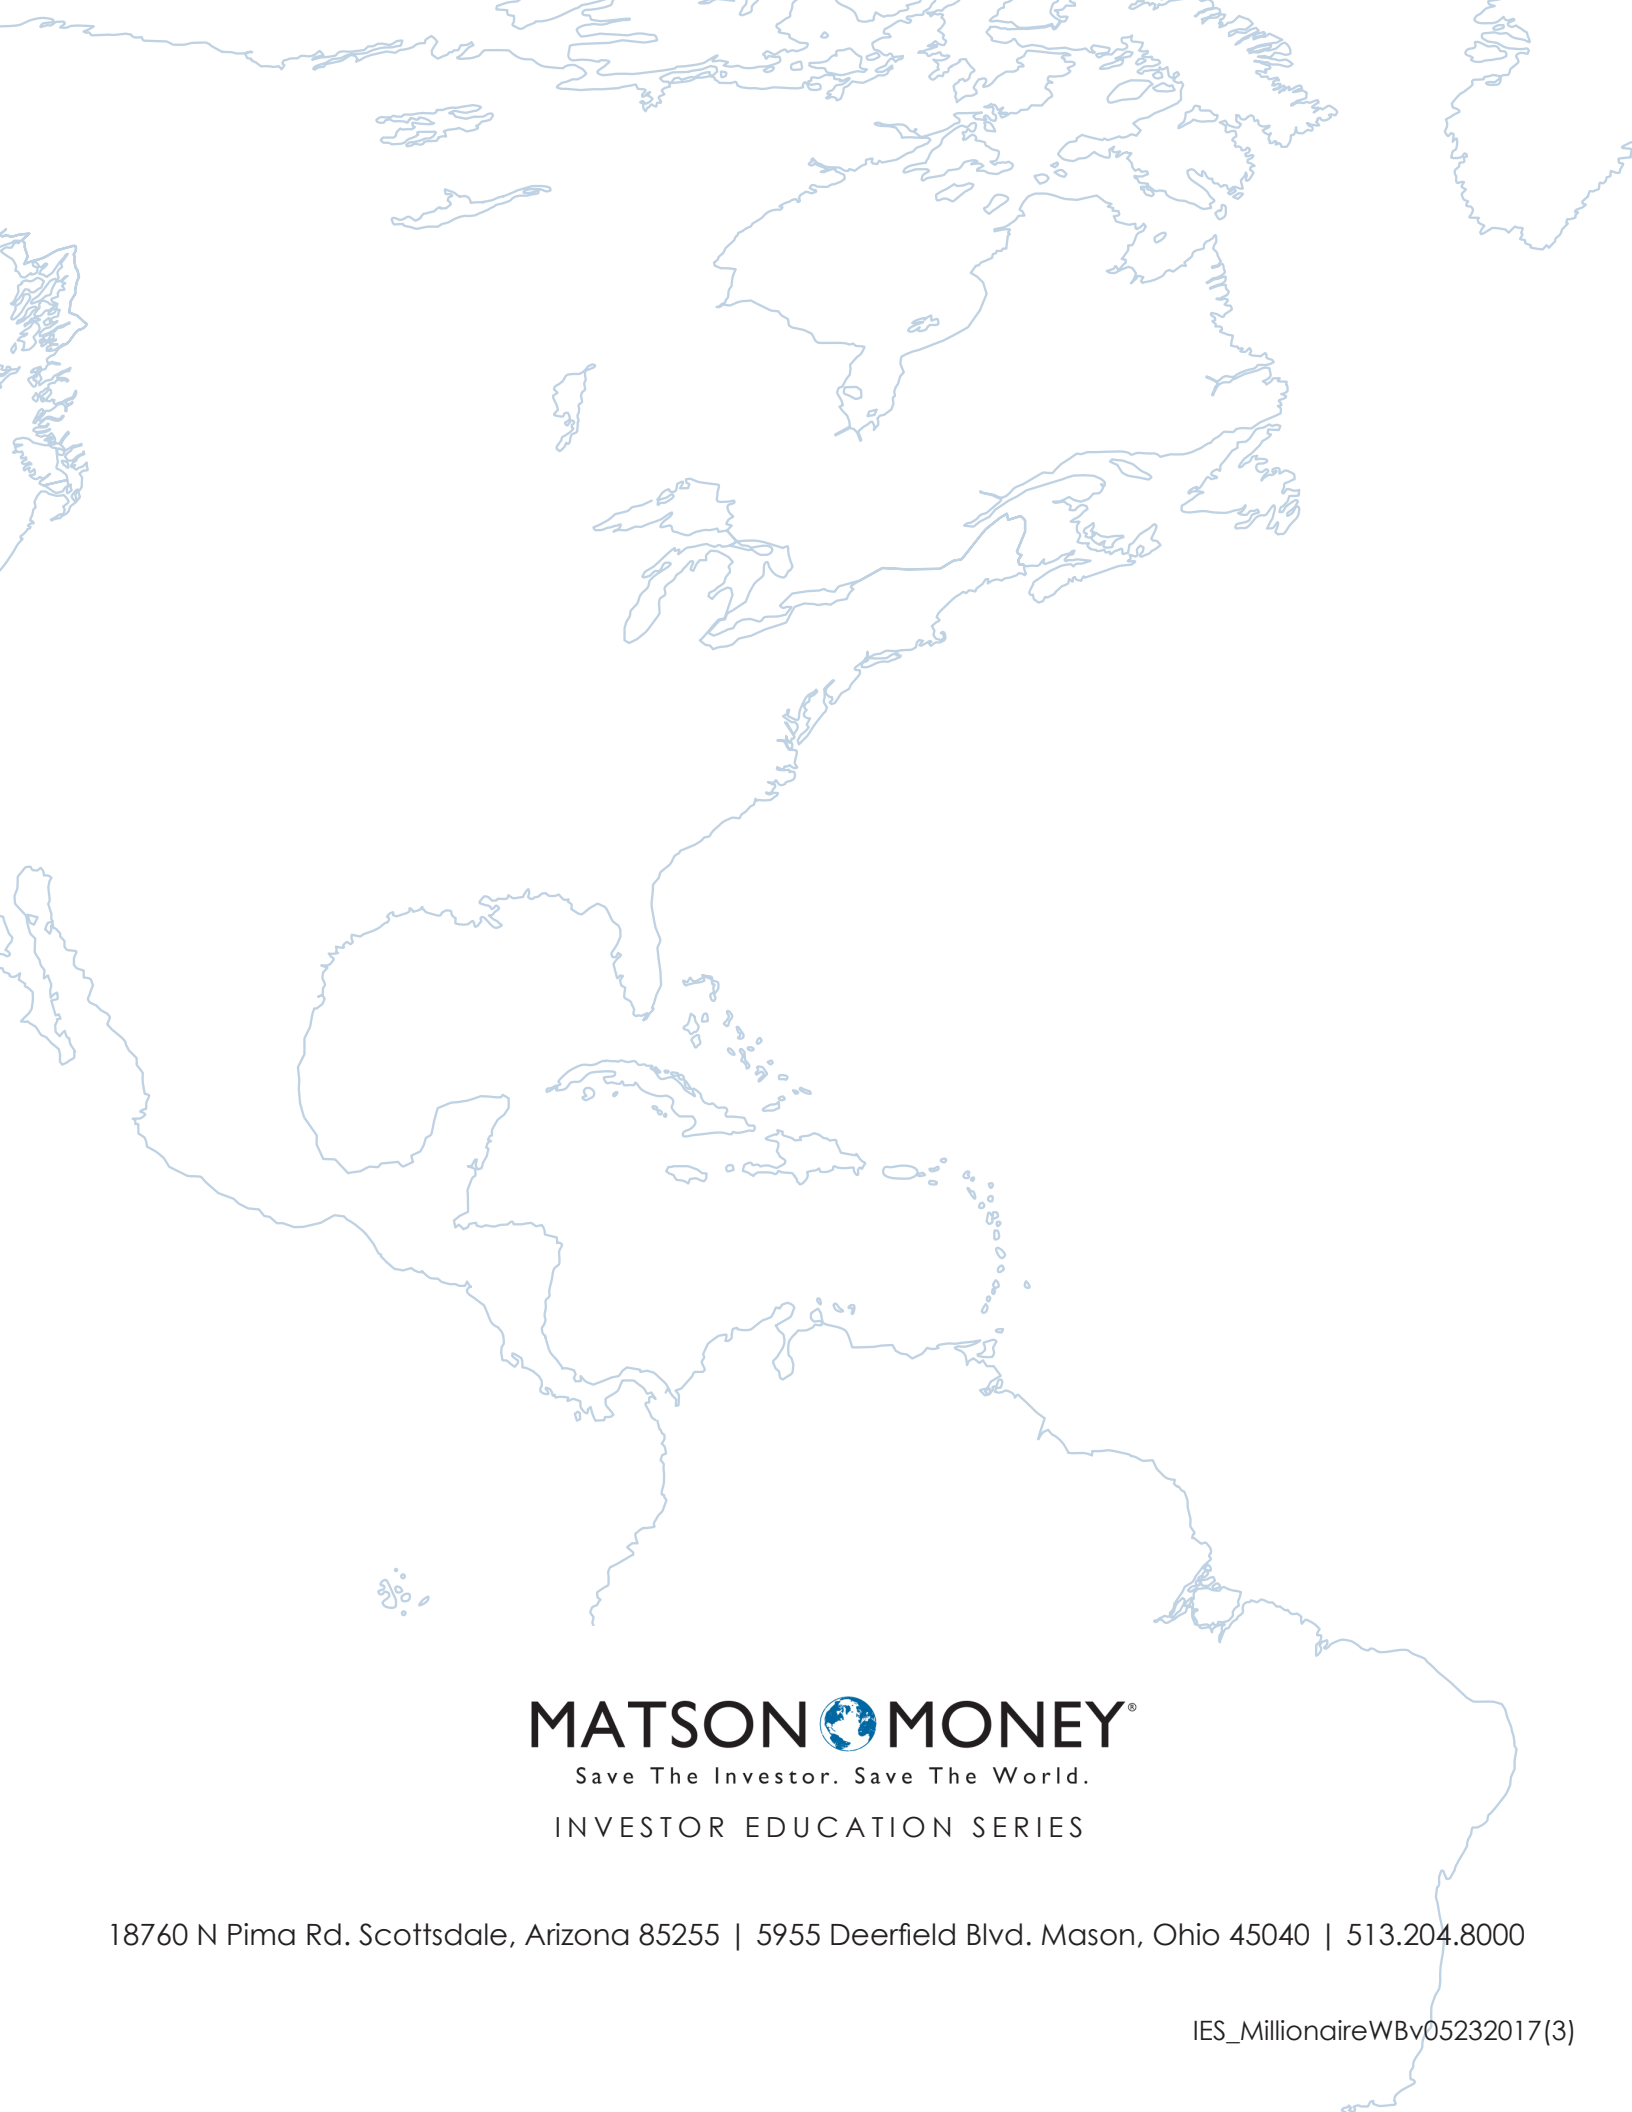 MATSON MONEY®
Save The Investor. Save The World.
INVESTOR EDUCATION SERIES
18760 N Pima Rd. Scottsdale, Arizona 85255 | 5955 Deerfield Blvd. Mason, Ohio 45040 | 513.204.8000
IES_MillionaireWBv05232017(3)